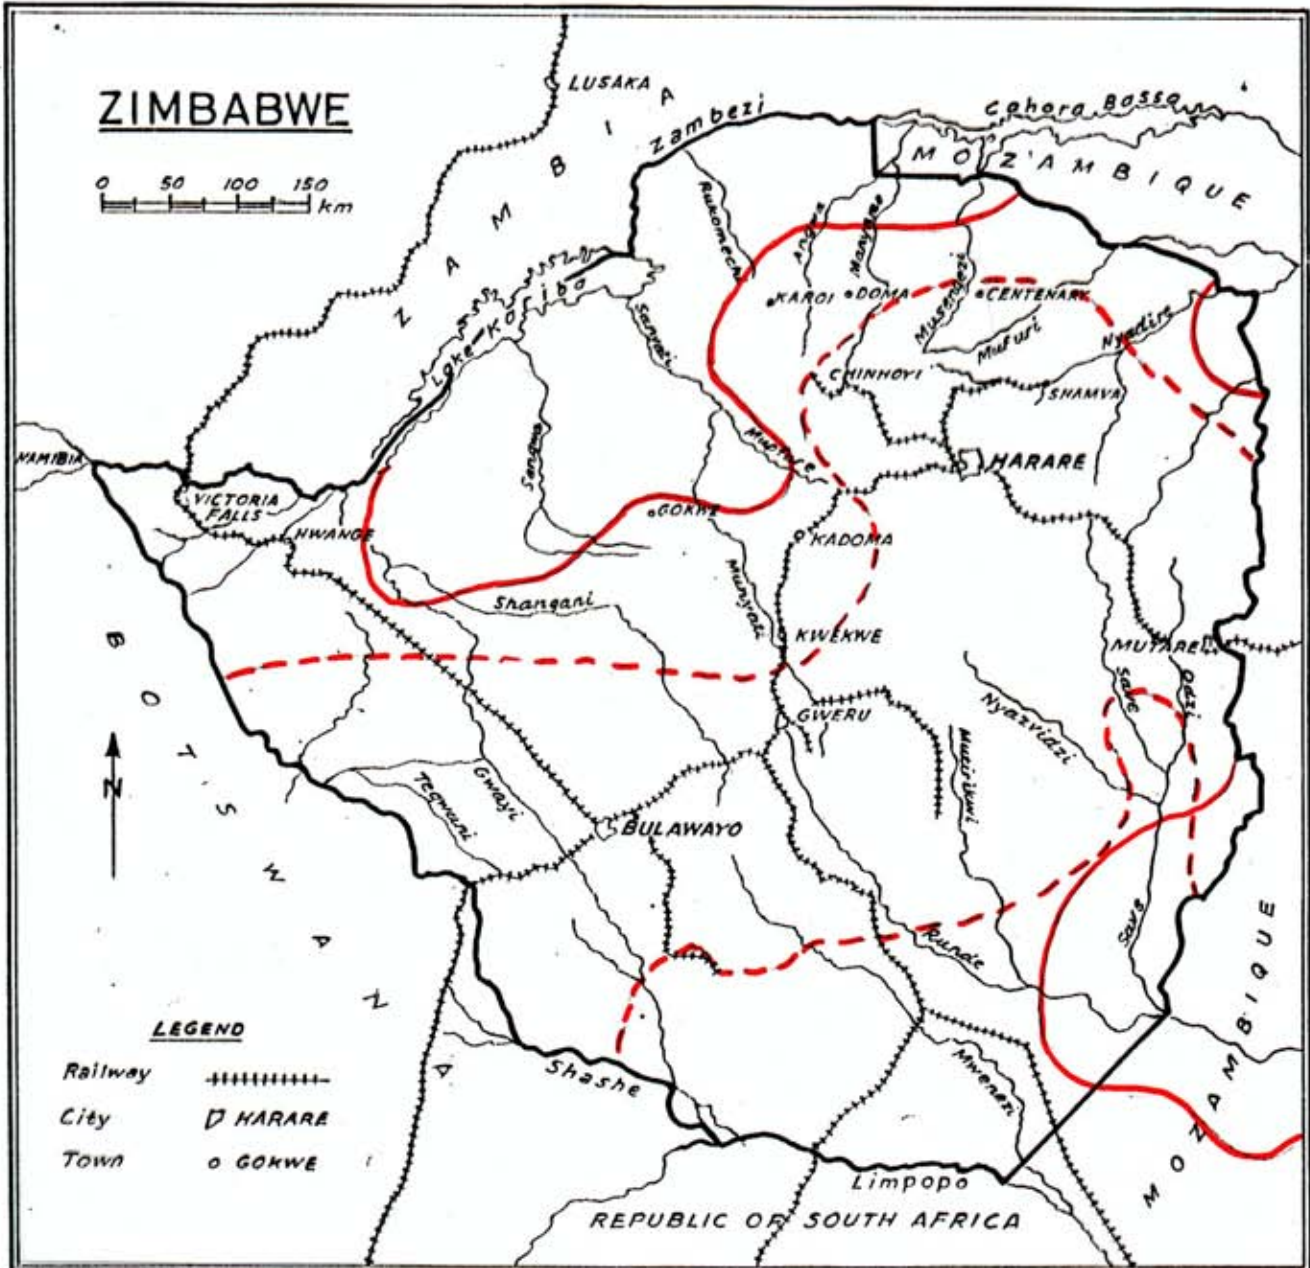 ZIMBABWE
0 50 100 150
km
LUSAKA
ZAMBIA
Zambezi
Cahora Bassa
MOZAMBIQUE
Rukomechi
Angwa
Manyame
Musengezi
KAROI
DOMA
CENTENARY
Mufuri
Nyadire
Lake Kariba
Sanyati
CHINHOYI
SHAMVA
Sengwa
Mupfure
HARARE
NAMIBIA
VICTORIA
FALLS
HWANGE
GOKWE
KADOMA
Munyati
Shangani
KWEKWE
MUTARE
Save
Odzi
BOTSWANA
N
GWERU
Nyazvidzi
Mutirikwi
Tegwani
Gwayi
BULAWAYO
Runde
Save
MOZAMBIQUE
LEGEND
Railway
City HARARE
Town GOKWE
Shashe
Mwenezi
Limpopo
REPUBLIC OF SOUTH AFRICA